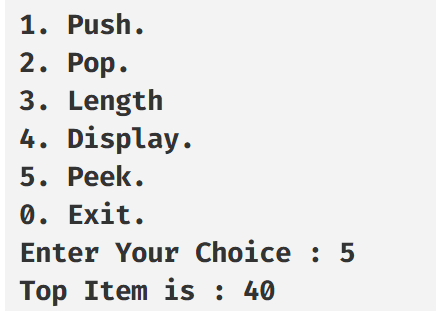 1. Push.
2. Pop.
3. Length
4. Display.
5. Peek.
0. Exit.
Enter Your Choice : 5
Top Item is : 40